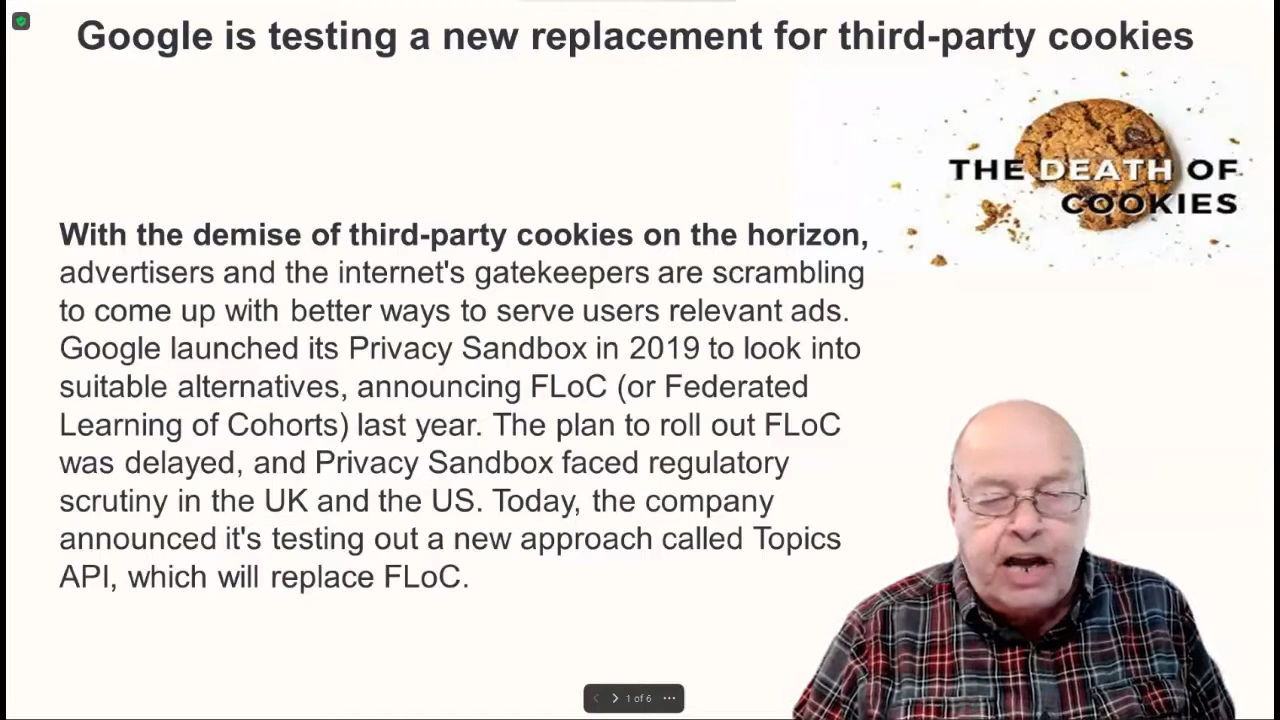 Google is testing a new replacement for third-party cookies
THE DEATH OF
COOKIES
With the demise of third-party cookies on the horizon,
advertisers and the internet's gatekeepers are scrambling
to come up with better ways to serve users relevant ads.
Google launched its Privacy Sandbox in 2019 to look into
suitable alternatives, announcing FLoC (or Federated
Learning of Cohorts) last year. The plan to roll out FLoC
was delayed, and Privacy Sandbox faced regulatory
scrutiny in the UK and the US. Today, the company
announced it's testing out a new approach called Topics
API, which will replace FLoC.
1 of 6